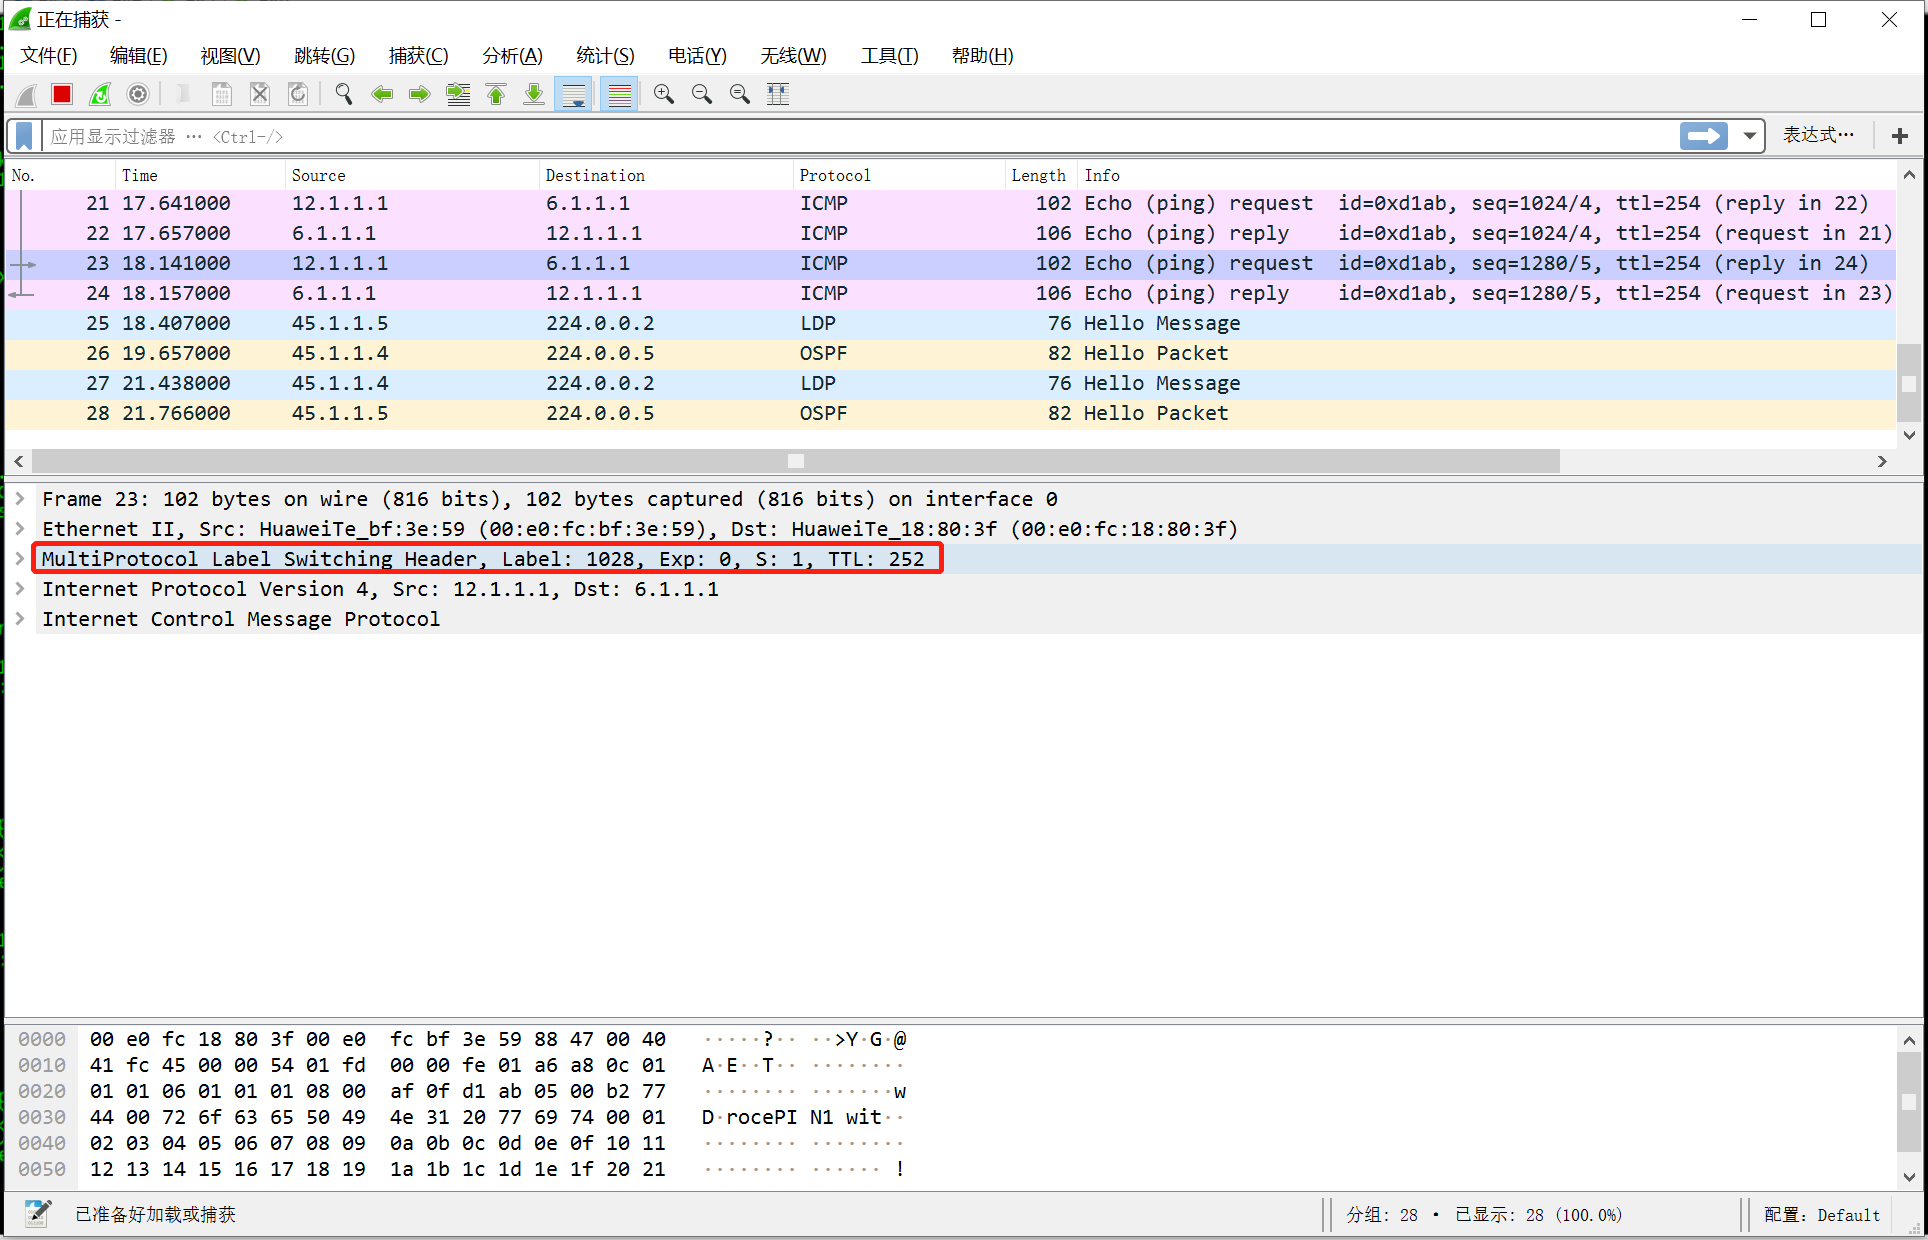 正在捕获 -
文件(F) 编辑(E) 视图(V) 跳转(G) 捕获(C) 分析(A) 统计(S) 电话(Y) 无线(W) 工具(T) 帮助(H)
应用显示过滤器 … <Ctrl-/> 表达式… +
No. Time Source Destination Protocol Length Info
21 17.641000 12.1.1.1 6.1.1.1 ICMP 102 Echo (ping) request id=0xd1ab, seq=1024/4, ttl=254 (reply in 22)
22 17.657000 6.1.1.1 12.1.1.1 ICMP 106 Echo (ping) reply id=0xd1ab, seq=1024/4, ttl=254 (request in 21)
23 18.141000 12.1.1.1 6.1.1.1 ICMP 102 Echo (ping) request id=0xd1ab, seq=1280/5, ttl=254 (reply in 24)
24 18.157000 6.1.1.1 12.1.1.1 ICMP 106 Echo (ping) reply id=0xd1ab, seq=1280/5, ttl=254 (request in 23)
25 18.407000 45.1.1.5 224.0.0.2 LDP 76 Hello Message
26 19.657000 45.1.1.4 224.0.0.5 OSPF 82 Hello Packet
27 21.438000 45.1.1.4 224.0.0.2 LDP 76 Hello Message
28 21.766000 45.1.1.5 224.0.0.5 OSPF 82 Hello Packet
Frame 23: 102 bytes on wire (816 bits), 102 bytes captured (816 bits) on interface 0
Ethernet II, Src: HuaweiTe_bf:3e:59 (00:e0:fc:bf:3e:59), Dst: HuaweiTe_18:80:3f (00:e0:fc:18:80:3f)
MultiProtocol Label Switching Header, Label: 1028, Exp: 0, S: 1, TTL: 252
Internet Protocol Version 4, Src: 12.1.1.1, Dst: 6.1.1.1
Internet Control Message Protocol
0000 00 e0 fc 18 80 3f 00 e0 fc bf 3e 59 88 47 00 40 ·····?·· ··>Y·G·@
0010 41 fc 45 00 00 54 01 fd 00 00 fe 01 a6 a8 0c 01 A·E··T·· ········
0020 01 01 06 01 01 01 08 00 af 0f d1 ab 05 00 b2 77 ········ ·······w
0030 44 00 72 6f 63 65 50 49 4e 31 20 77 69 74 00 01 D·rocePI N1 wit··
0040 02 03 04 05 06 07 08 09 0a 0b 0c 0d 0e 0f 10 11 ········ ········
0050 12 13 14 15 16 17 18 19 1a 1b 1c 1d 1e 1f 20 21 ········ ······ !
已准备好加载或捕获 分组: 28 · 已显示: 28 (100.0%) 配置: Default